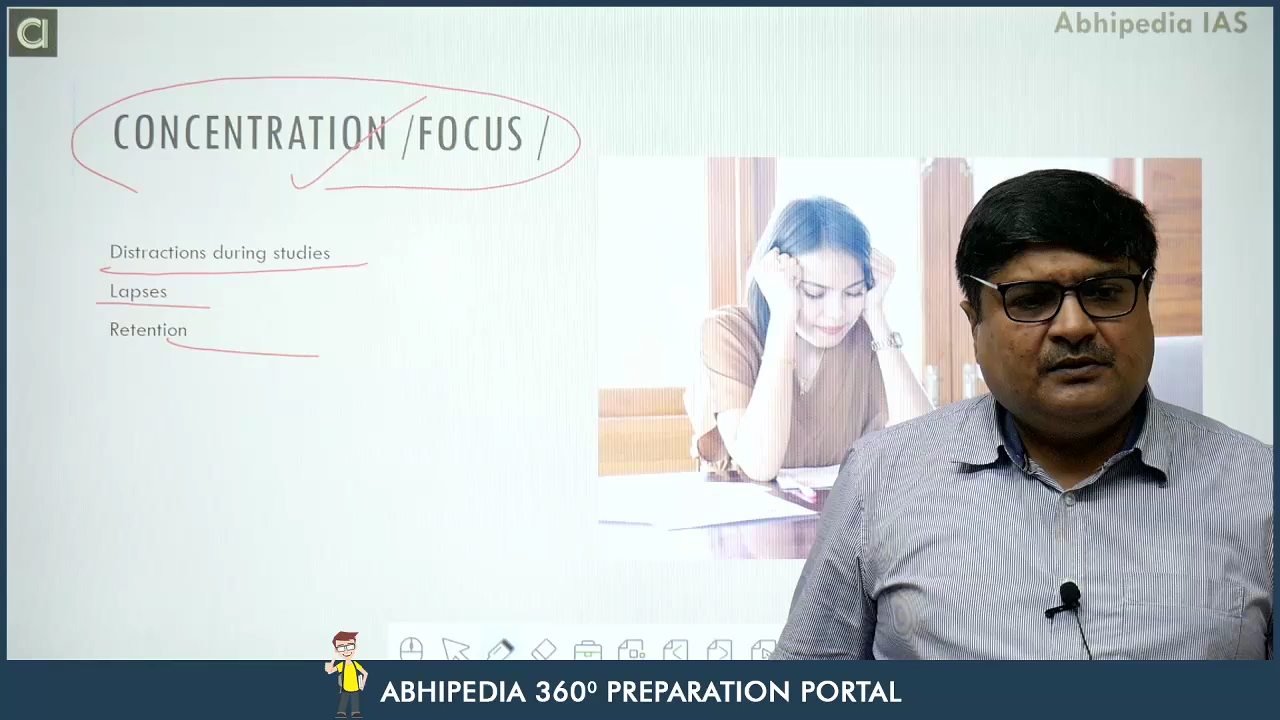 Abhipedia IAS
CONCENTRATION /FOCUS /
Distractions during studies
Lapses
Retention
ABHIPEDIA 360⁰ PREPARATION PORTAL